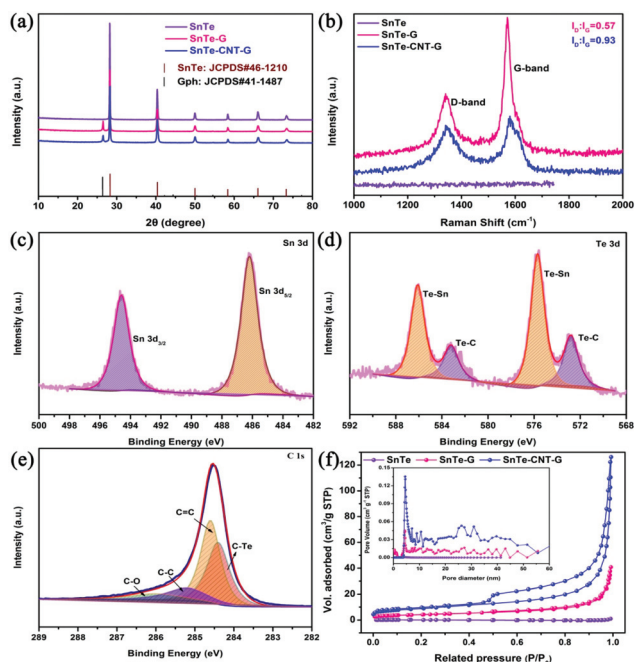 (a)
SnTe
SnTe-G
SnTe-CNT-G
SnTe: JCPDS#46-1210
Gph: JCPDS#41-1487
Intensity (a.u.)
10 20 30 40 50 60 70 80
2θ (degree)
(b)
SnTe
SnTe-G
SnTe-CNT-G
I_D:I_G=0.57
I_D:I_G=0.93
G-band
D-band
Intensity (a.u.)
1000 1200 1400 1600 1800 2000
Raman Shift (cm⁻¹)
(c)
Sn 3d
Sn 3d₅/₂
Sn 3d₃/₂
Intensity (a.u.)
500 498 496 494 492 490 488 486 484 482
Binding Energy (eV)
(d)
Te 3d
Te-Sn
Te-Sn
Te-C
Te-C
Intensity (a.u.)
592 588 584 580 576 572 568
Binding Energy (eV)
(e)
C 1s
C=C
C-Te
C-C
C-O
Intensity (a.u.)
289 288 287 286 285 284 283 282
Binding Energy (eV)
(f)
SnTe
SnTe-G
SnTe-CNT-G
Vol. adsorbed (cm³/g STP)
120
100
80
60
40
20
0
Pore Volume (cm³ g⁻¹ STP)
0.15
0.12
0.09
0.06
0.03
0.00
0 10 20 30 40 50 60
Pore diameter (nm)
0.0 0.2 0.4 0.6 0.8 1.0
Related pressure